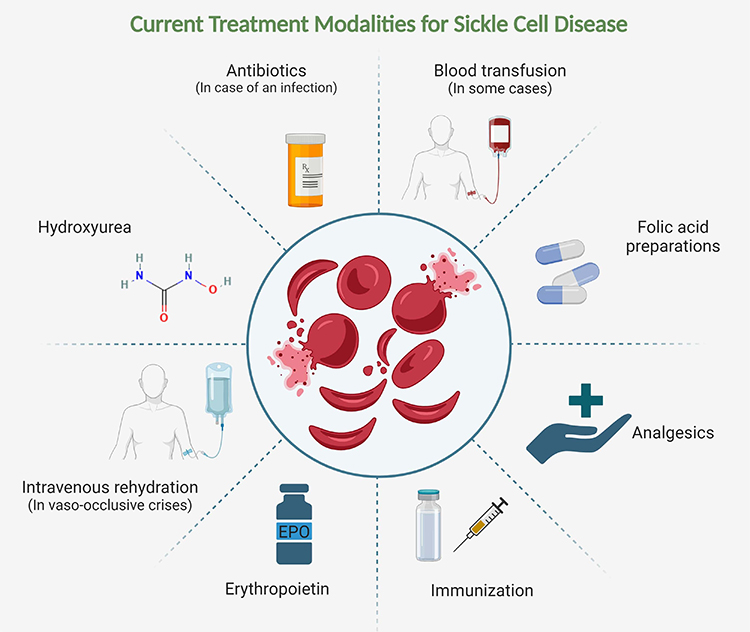 Current Treatment Modalities for Sickle Cell Disease
Antibiotics
(In case of an infection)
Blood transfusion
(In some cases)
Rx
Hydroxyurea
H
H
H
N
N
O
H
O
Folic acid
preparations
Analgesics
Intravenous rehydration
(In vaso-occlusive crises)
EPO
Erythropoietin
Immunization